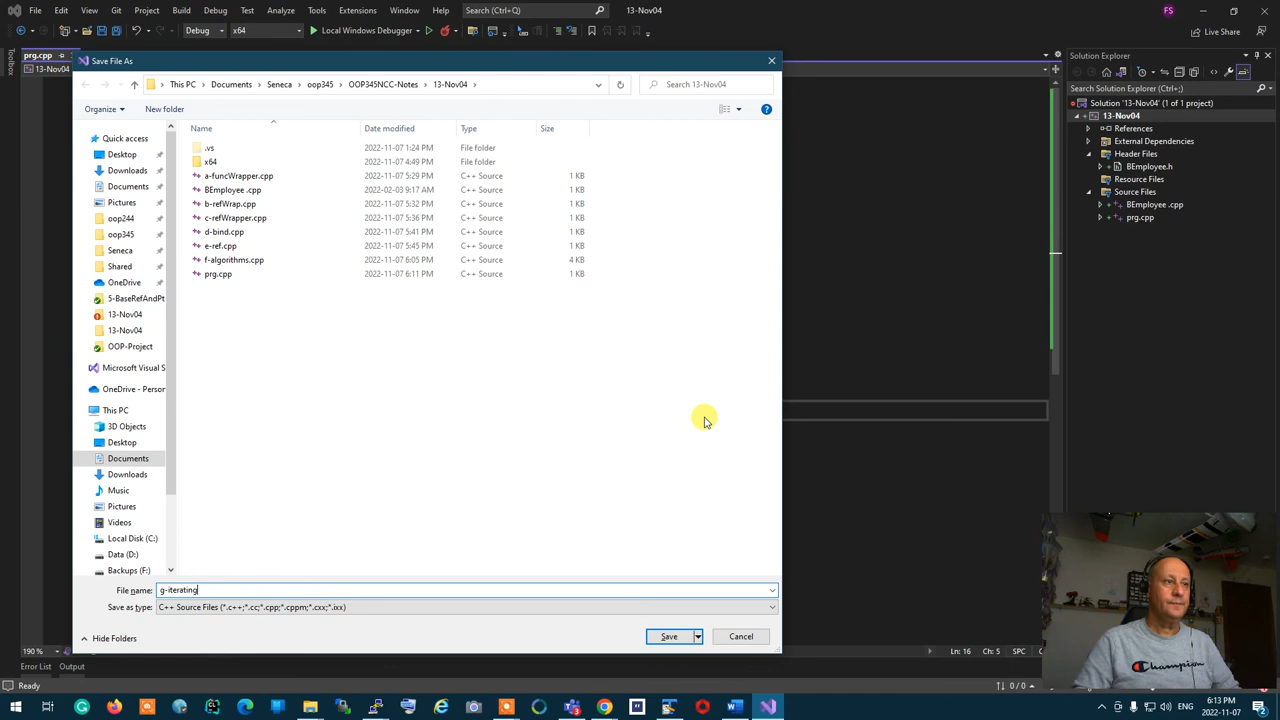 File Edit View Git Project Build Debug Test Analyze Tools Extensions Window Help Search (Ctrl+Q) 13-Nov04 FS
Debug x64 Local Windows Debugger Live Share
Toolbox
prg.cpp
13-Nov04
Save File As
This PC > Documents > Seneca > oop345 > OOP345NCC-Notes > 13-Nov04 >
Search 13-Nov04
Organize New folder
Quick access
Desktop
Downloads
Documents
Pictures
oop244
oop345
Seneca
Shared
OneDrive
5-BaseRefAndPt
13-Nov04
13-Nov04
OOP-Project
Microsoft Visual S
OneDrive - Person
This PC
3D Objects
Desktop
Documents
Downloads
Music
Pictures
Videos
Local Disk (C:)
Data (D:)
Backups (F:)
Name Date modified Type Size
.vs 2022-11-07 1:24 PM File folder
x64 2022-11-07 4:49 PM File folder
a-funcWrapper.cpp 2022-11-07 5:29 PM C++ Source 1 KB
BEmployee .cpp 2022-02-03 9:17 AM C++ Source 1 KB
b-refWrap.cpp 2022-11-07 5:32 PM C++ Source 1 KB
c-refWrapper.cpp 2022-11-07 5:36 PM C++ Source 1 KB
d-bind.cpp 2022-11-07 5:41 PM C++ Source 1 KB
e-ref.cpp 2022-11-07 5:45 PM C++ Source 1 KB
f-algorithms.cpp 2022-11-07 6:05 PM C++ Source 4 KB
prg.cpp 2022-11-07 6:11 PM C++ Source 1 KB
File name: g-iterating
Save as type: C++ Source Files (*.c++;*.cc;*.cpp;*.cppm;*.cxx;*.ixx)
Hide Folders Save Cancel
Solution Explorer
Search Solution Explorer (Ctrl+;)
Solution '13-Nov04' (1 of 1 project)
13-Nov04
References
External Dependencies
Header Files
BEmployee.h
Resource Files
Source Files
BEmployee .cpp
prg.cpp
Champion
190 % Ln: 16 Ch: 5 SPC
Error List Output
Ready 0 / 0
6:13 PM
2022-11-07